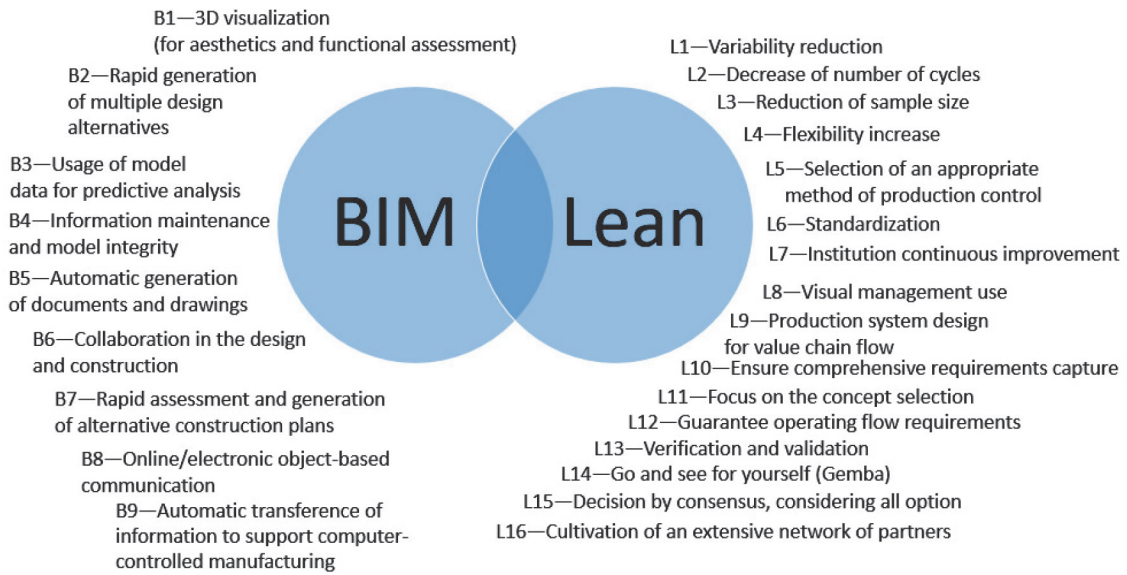 B1—3D visualization
(for aesthetics and functional assessment)
B2—Rapid generation
of multiple design
alternatives
B3—Usage of model
data for predictive analysis
B4—Information maintenance
and model integrity
B5—Automatic generation
of documents and drawings
B6—Collaboration in the design
and construction
B7—Rapid assessment and generation
of alternative construction plans
B8—Online/electronic object-based
communication
B9—Automatic transference of
information to support computer-
controlled manufacturing
BIM
Lean
L1—Variability reduction
L2—Decrease of number of cycles
L3—Reduction of sample size
L4—Flexibility increase
L5—Selection of an appropriate
method of production control
L6—Standardization
L7—Institution continuous improvement
L8—Visual management use
L9—Production system design
for value chain flow
L10—Ensure comprehensive requirements capture
L11—Focus on the concept selection
L12—Guarantee operating flow requirements
L13—Verification and validation
L14—Go and see for yourself (Gemba)
L15—Decision by consensus, considering all option
L16—Cultivation of an extensive network of partners